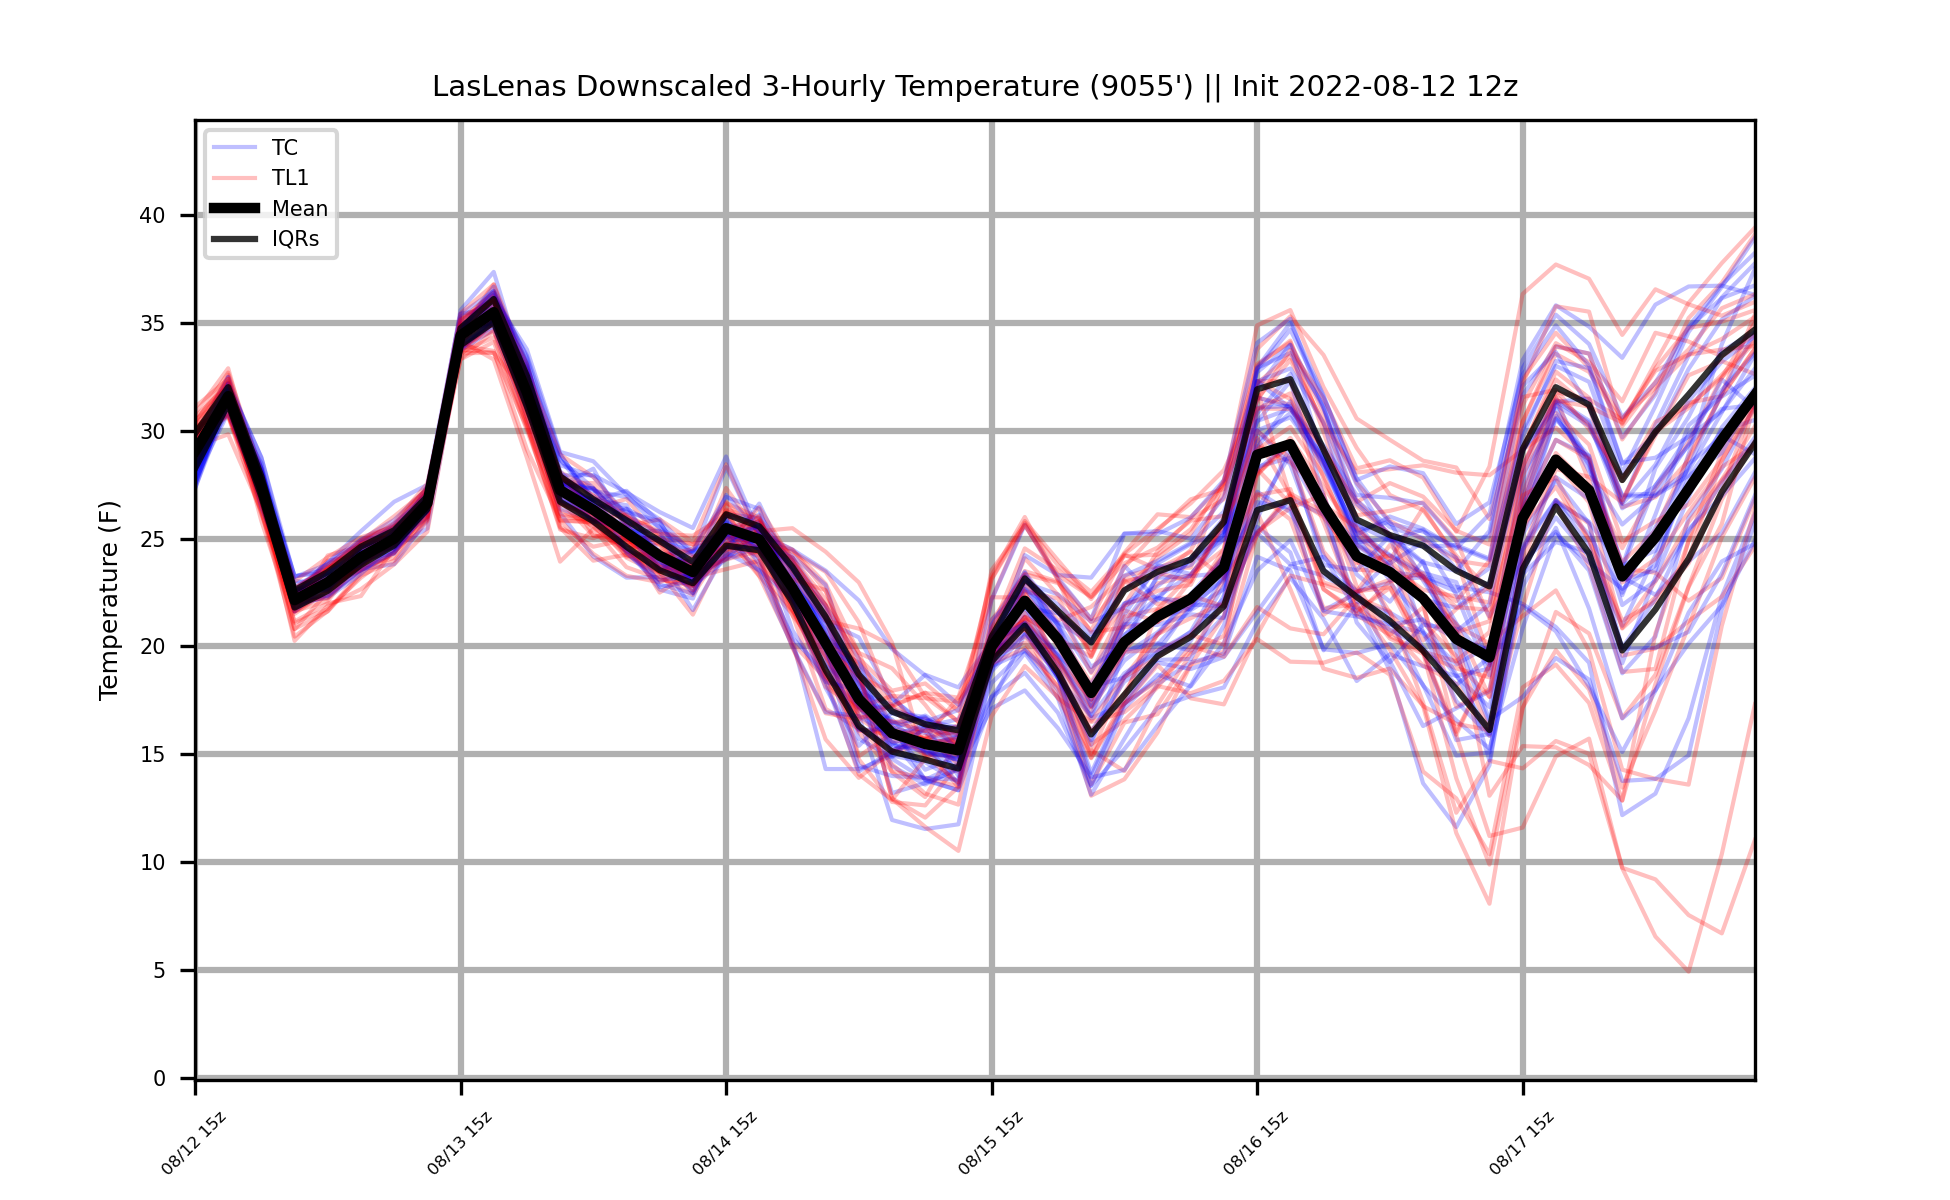 LasLenas Downscaled 3-Hourly Temperature (9055') || Init 2022-08-12 12z
TC
TL1
Mean
IQRs
Temperature (F)
40
35
30
25
20
15
10
5
0
08/12 15z
08/13 15z
08/14 15z
08/15 15z
08/16 15z
08/17 15z